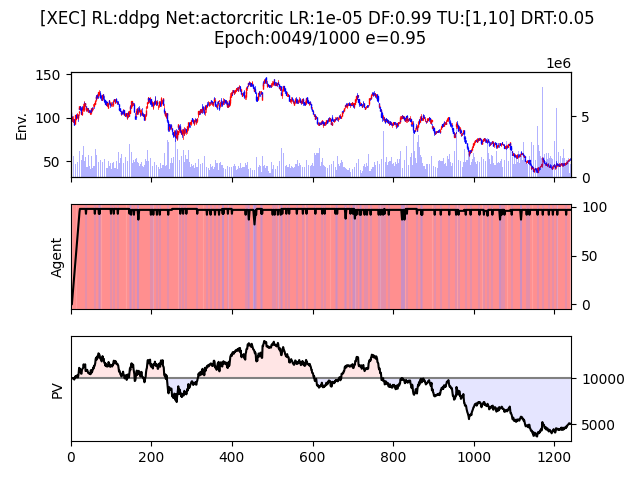 [XEC] RL:ddpg Net:actorcritic LR:1e-05 DF:0.99 TU:[1,10] DRT:0.05
Epoch:0049/1000 e=0.95
1e6
150
100
50
Env.
5
0
Agent
100
50
0
PV
10000
5000
0
200
400
600
800
1000
1200